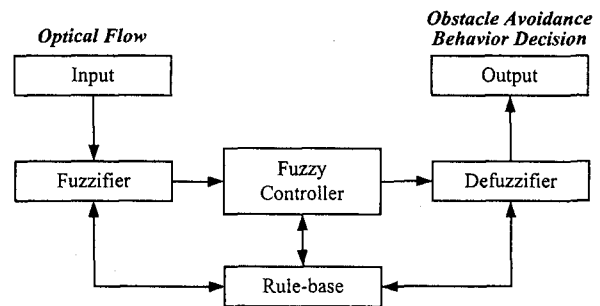 Optical Flow
Obstacle Avoidance
Behavior Decision
Input
Output
Fuzzifier
Fuzzy
Controller
Defuzzifier
Rule-base